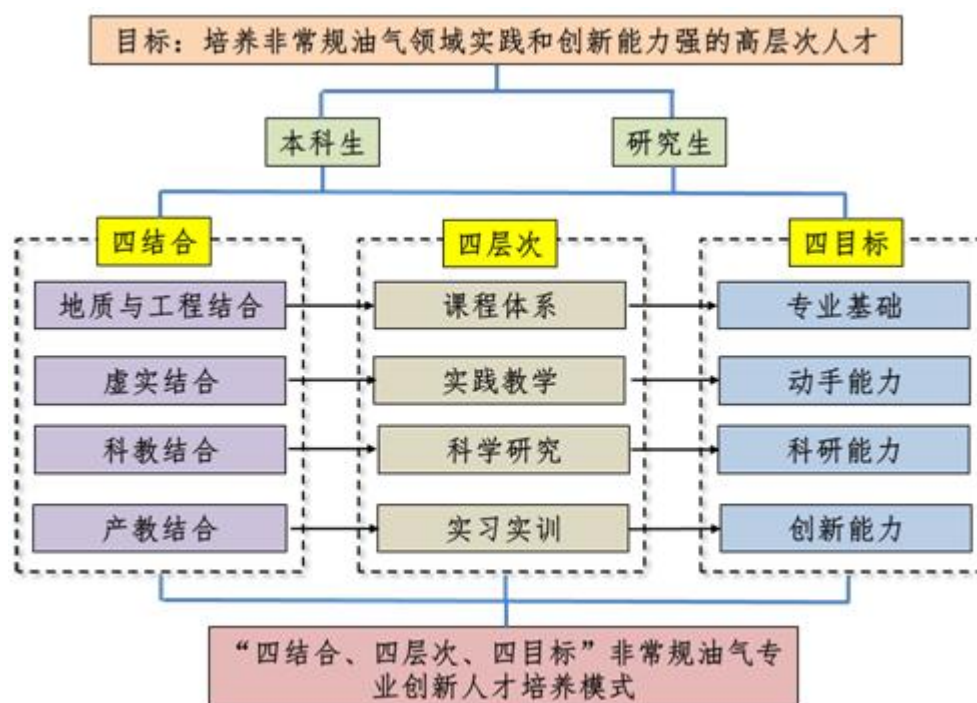 目标：培养非常规油气领域实践和创新能力强的高层次人才
本科生
研究生
四结合
四层次
四目标
地质与工程结合
课程体系
专业基础
虚实结合
实践教学
动手能力
科教结合
科学研究
科研能力
产教结合
实习实训
创新能力
“四结合、四层次、四目标”非常规油气专
业创新人才培养模式